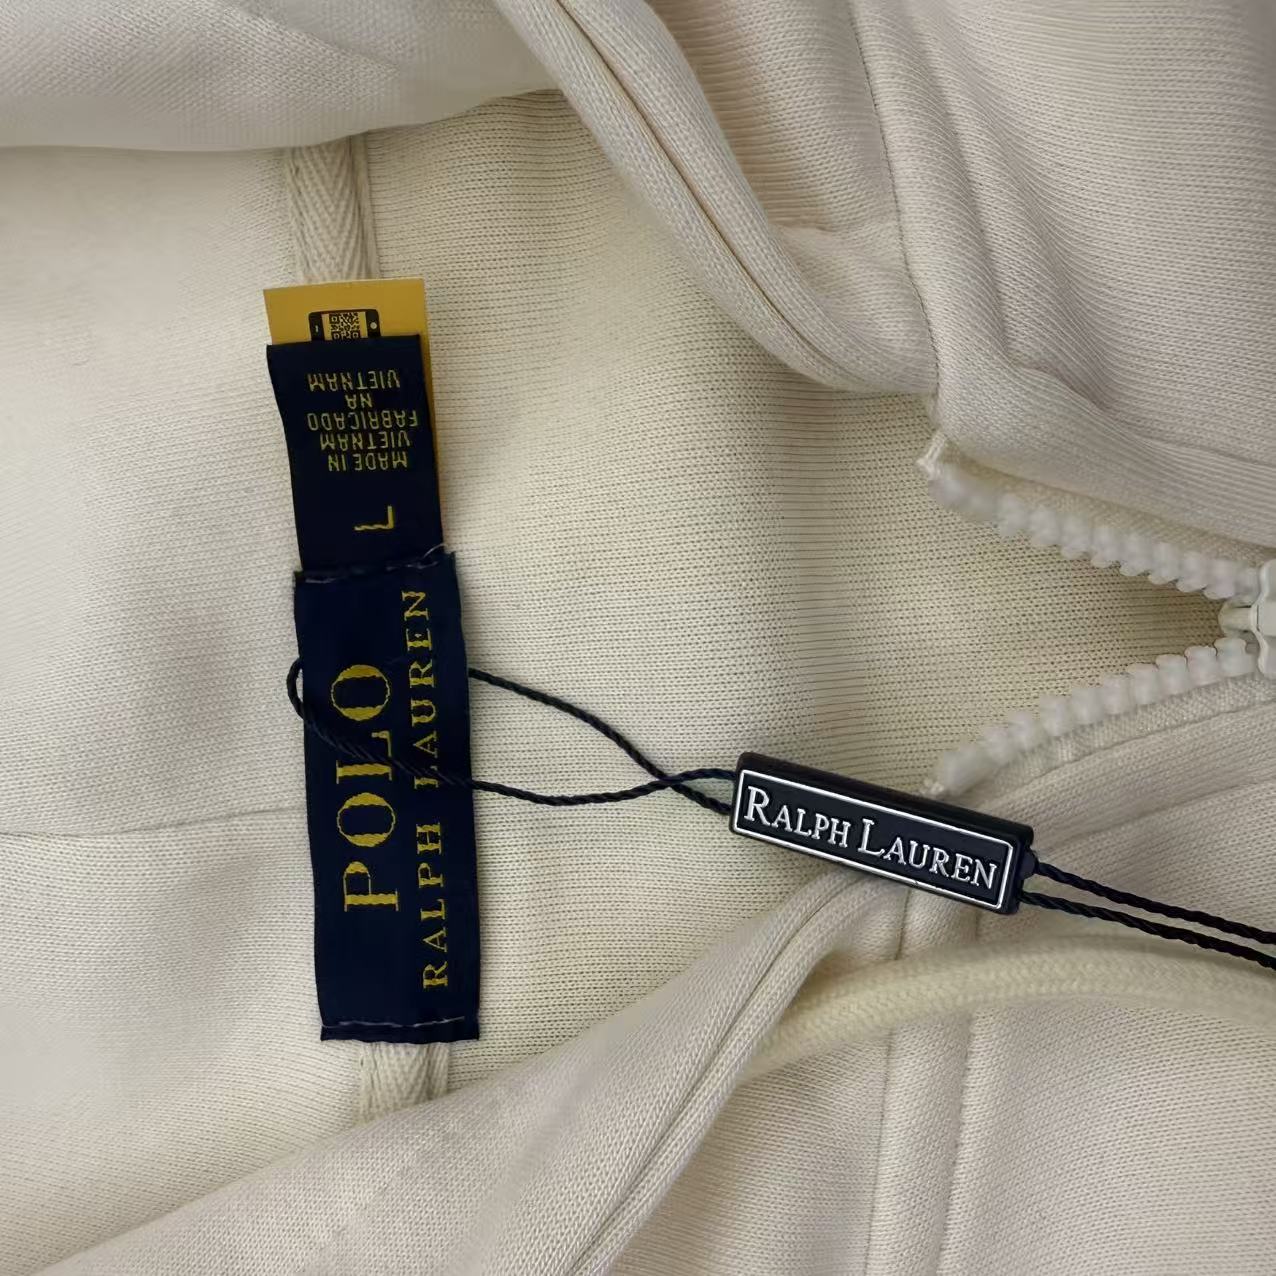 POLO
RALPH LAUREN
L
MADE IN
VIETNAM
FABRICADO
NA
VIETNAM
RALPH LAUREN